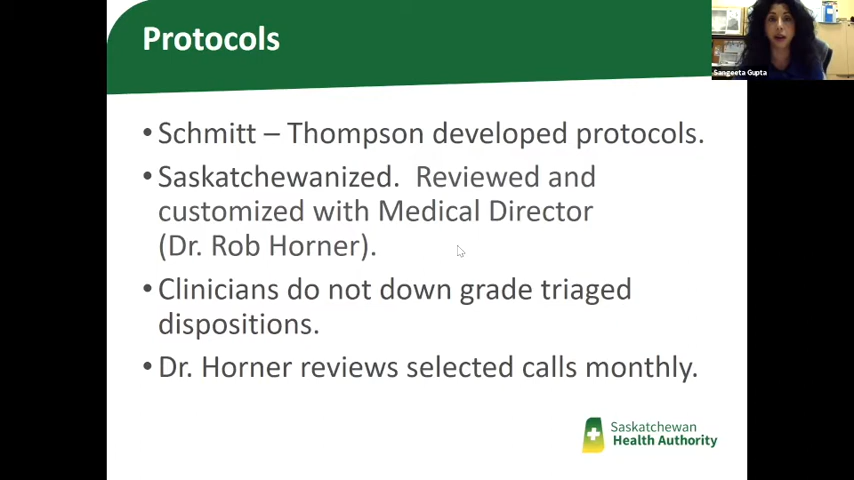 Protocols
Sangeeta Gupta
• Schmitt – Thompson developed protocols.
• Saskatchewanized. Reviewed and
customized with Medical Director
(Dr. Rob Horner).
• Clinicians do not down grade triaged
dispositions.
• Dr. Horner reviews selected calls monthly.
Saskatchewan
Health Authority